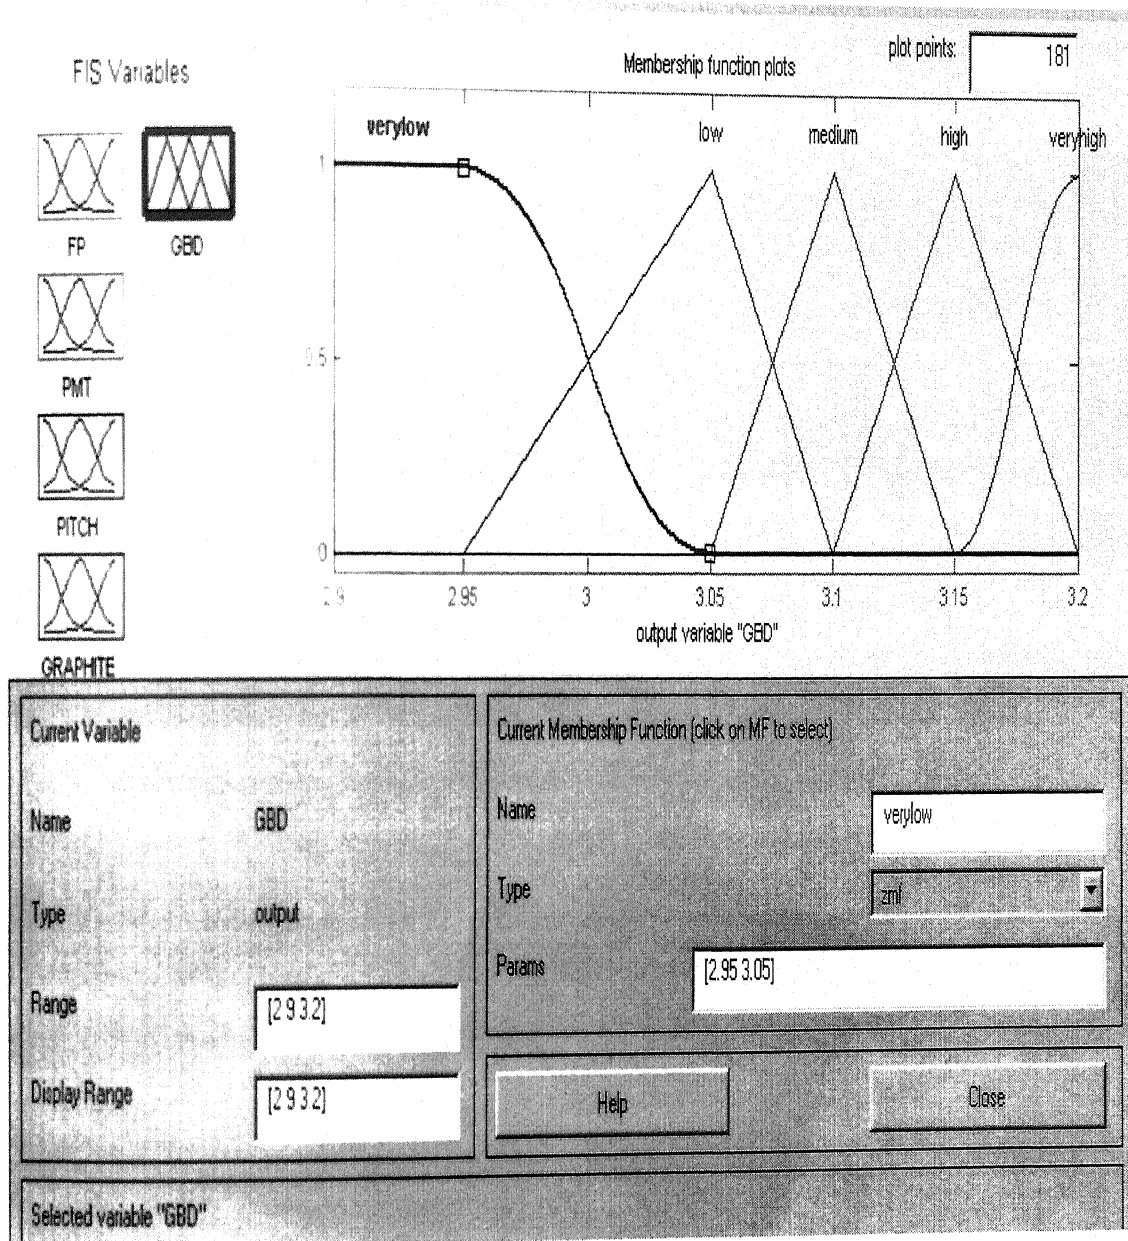 FIS Variables
FP
GBD
PMT
PITCH
GRAPHITE
Membership function plots
plot points:
181
verylow
low
medium
high
veryhigh
1
0.5
0
2.9
2.95
3
3.05
3.1
3.15
3.2
output variable "GBD"
Current Variable
Name
GBD
Type
output
Range
[2.9 3.2]
Display Range
[2.9 3.2]
Current Membership Function (click on MF to select)
Name
verylow
Type
zmf
Params
[2.95 3.05]
Help
Close
Selected variable "GBD"